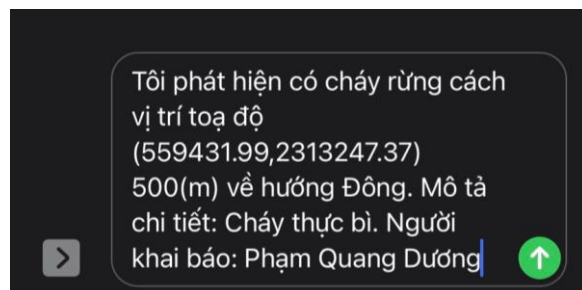 Tôi phát hiện có cháy rừng cách
vị trí toạ độ
(559431.99,2313247.37)
500(m) về hướng Đông. Mô tả
chi tiết: Cháy thực bì. Người
khai báo: Phạm Quang Dương